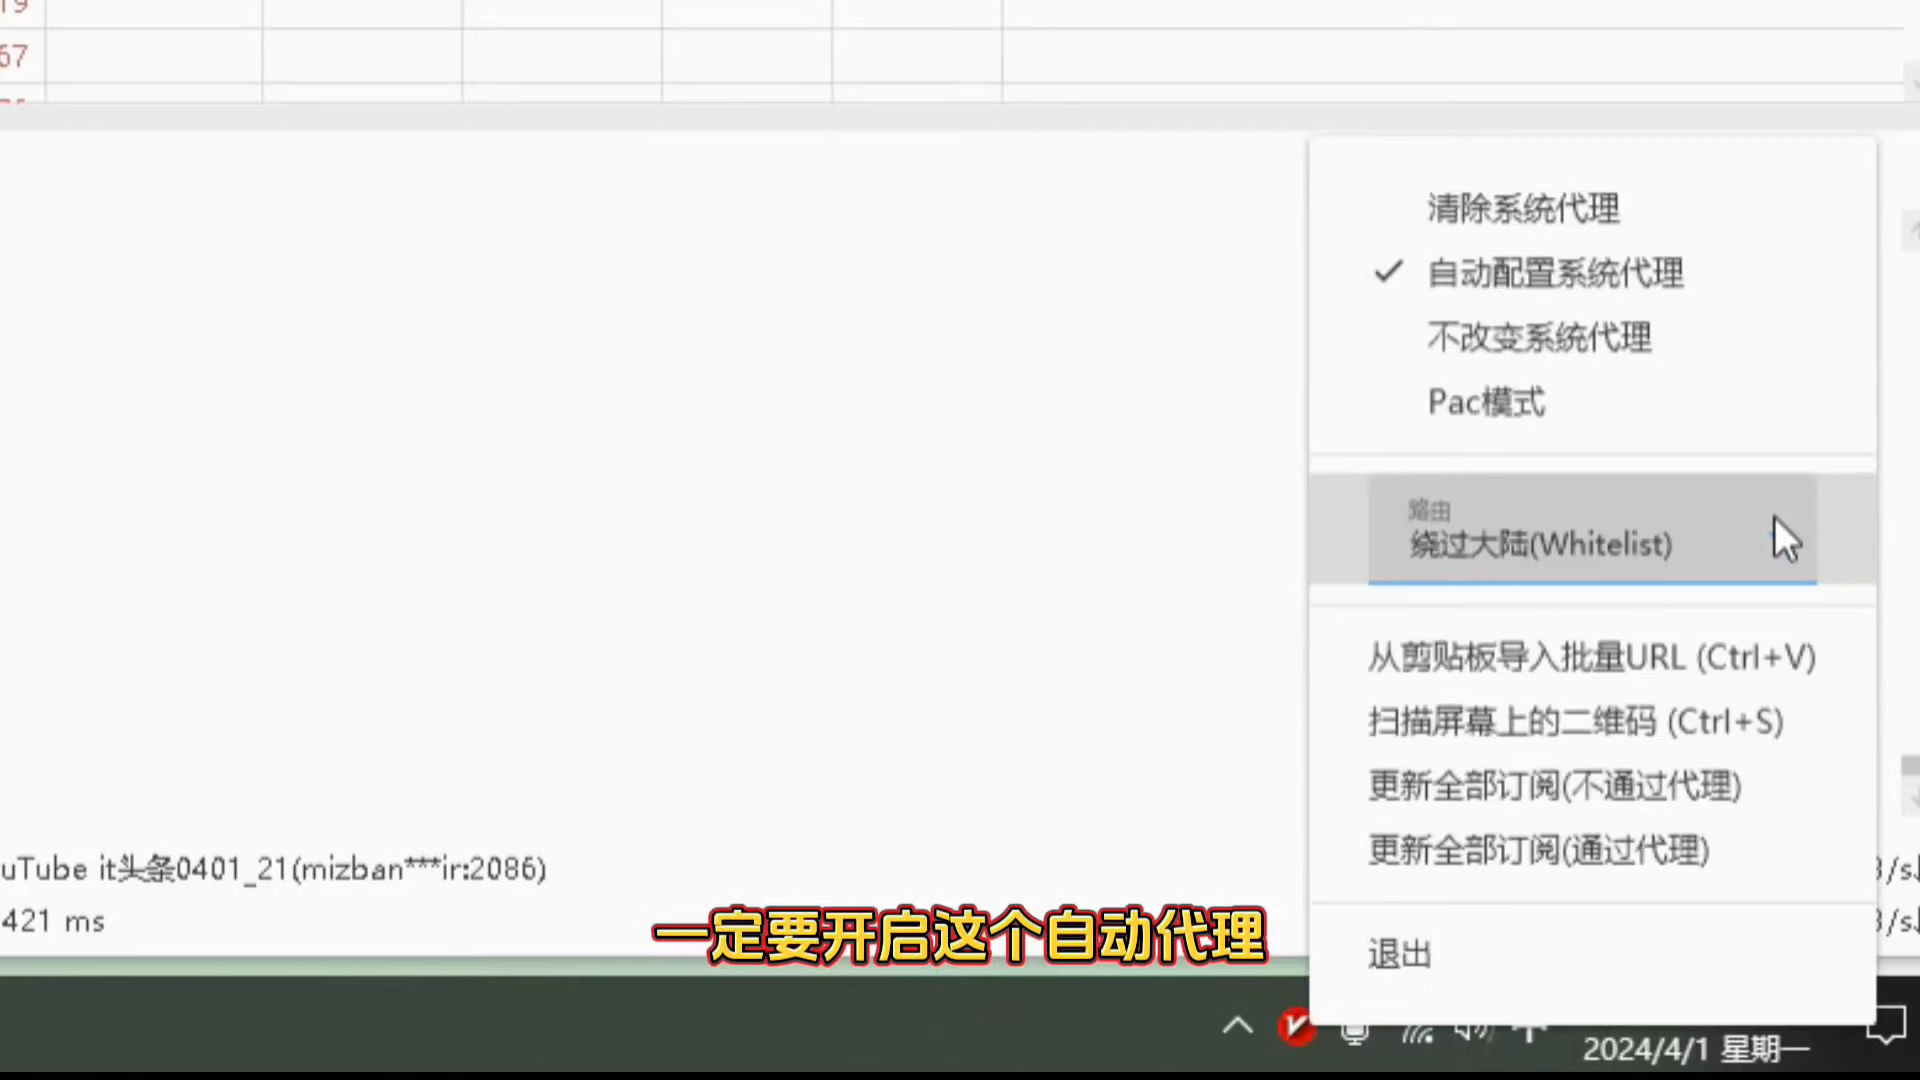 19
67
清除系统代理
自动配置系统代理
不改变系统代理
Pac模式
路由
绕过大陆(Whitelist)
从剪贴板导入批量URL (Ctrl+V)
扫描屏幕上的二维码 (Ctrl+S)
更新全部订阅(不通过代理)
更新全部订阅(通过代理)
uTube it头条0401_21(mizban***ir:2086)
421 ms
一定要开启这个自动代理
退出
2024/4/1 星期一